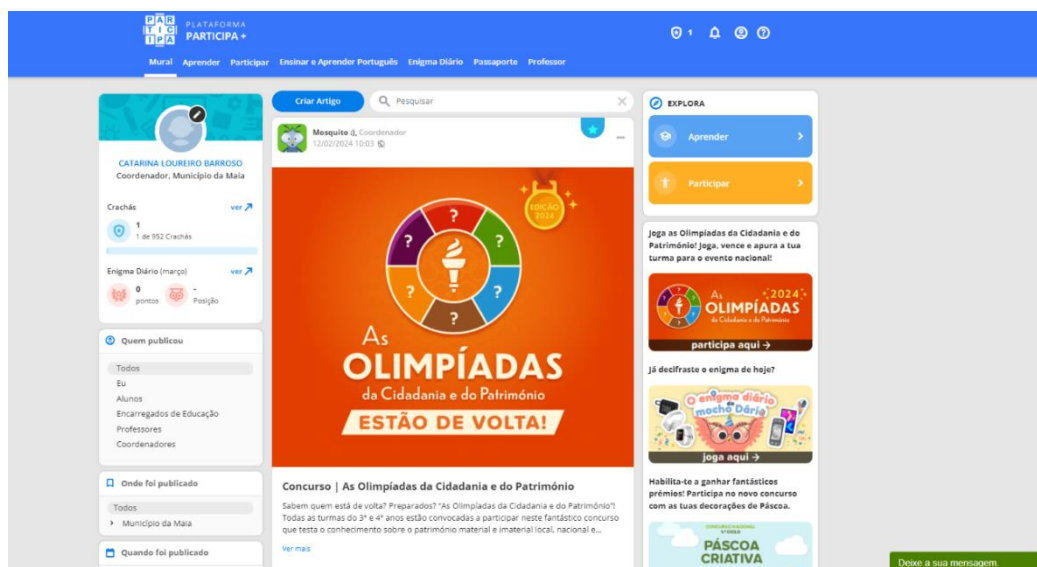 PAR
TIC
IPA
PLATAFORMA
PARTICIPA +
1
Mural Aprender Participar Ensinar e Aprender Português Enigma Diário Passaporte Professor
CATARINA LOUREIRO BARROSO
Coordenador, Município da Maia
Crachás ver
1
1 de 952 Crachás
Enigma Diário (março) ver
0
pontos
-
Posição
Quem publicou
Todos
Eu
Alunos
Encarregados de Educação
Professores
Coordenadores
Onde foi publicado
Todos
Município da Maia
Quando foi publicado
Criar Artigo
Pesquisar
Mosquito :), Coordenador
12/02/2024 10:03
EDIÇÃO
2024
?
?
?
?
?
?
As
OLIMPÍADAS
da Cidadania e do Património
ESTÃO DE VOLTA!
Concurso | As Olimpíadas da Cidadania e do Património
Sabem quem está de volta? Preparados? "As Olimpíadas da Cidadania e do Património"!
Todas as turmas do 3º e 4º anos estão convocadas a participar neste fantástico concurso
que testa o conhecimento sobre o património material e imaterial local, nacional e...
Ver mais
EXPLORA
Aprender
Participar
Joga as Olimpíadas da Cidadania e do
Património! Joga, vence e apura a tua
turma para o evento nacional!
As 2024
OLIMPÍADAS
da Cidadania e do Património
participa aqui →
Já decifraste o enigma de hoje?
O enigma diário
mocho Dário
joga aqui →
Habilita-te a ganhar fantásticos
prémios! Participa no novo concurso
com as tuas decorações de Páscoa.
CONCURSO NACIONAL
1.º CICLO
PÁSCOA
CRIATIVA
Deixe a sua mensagem